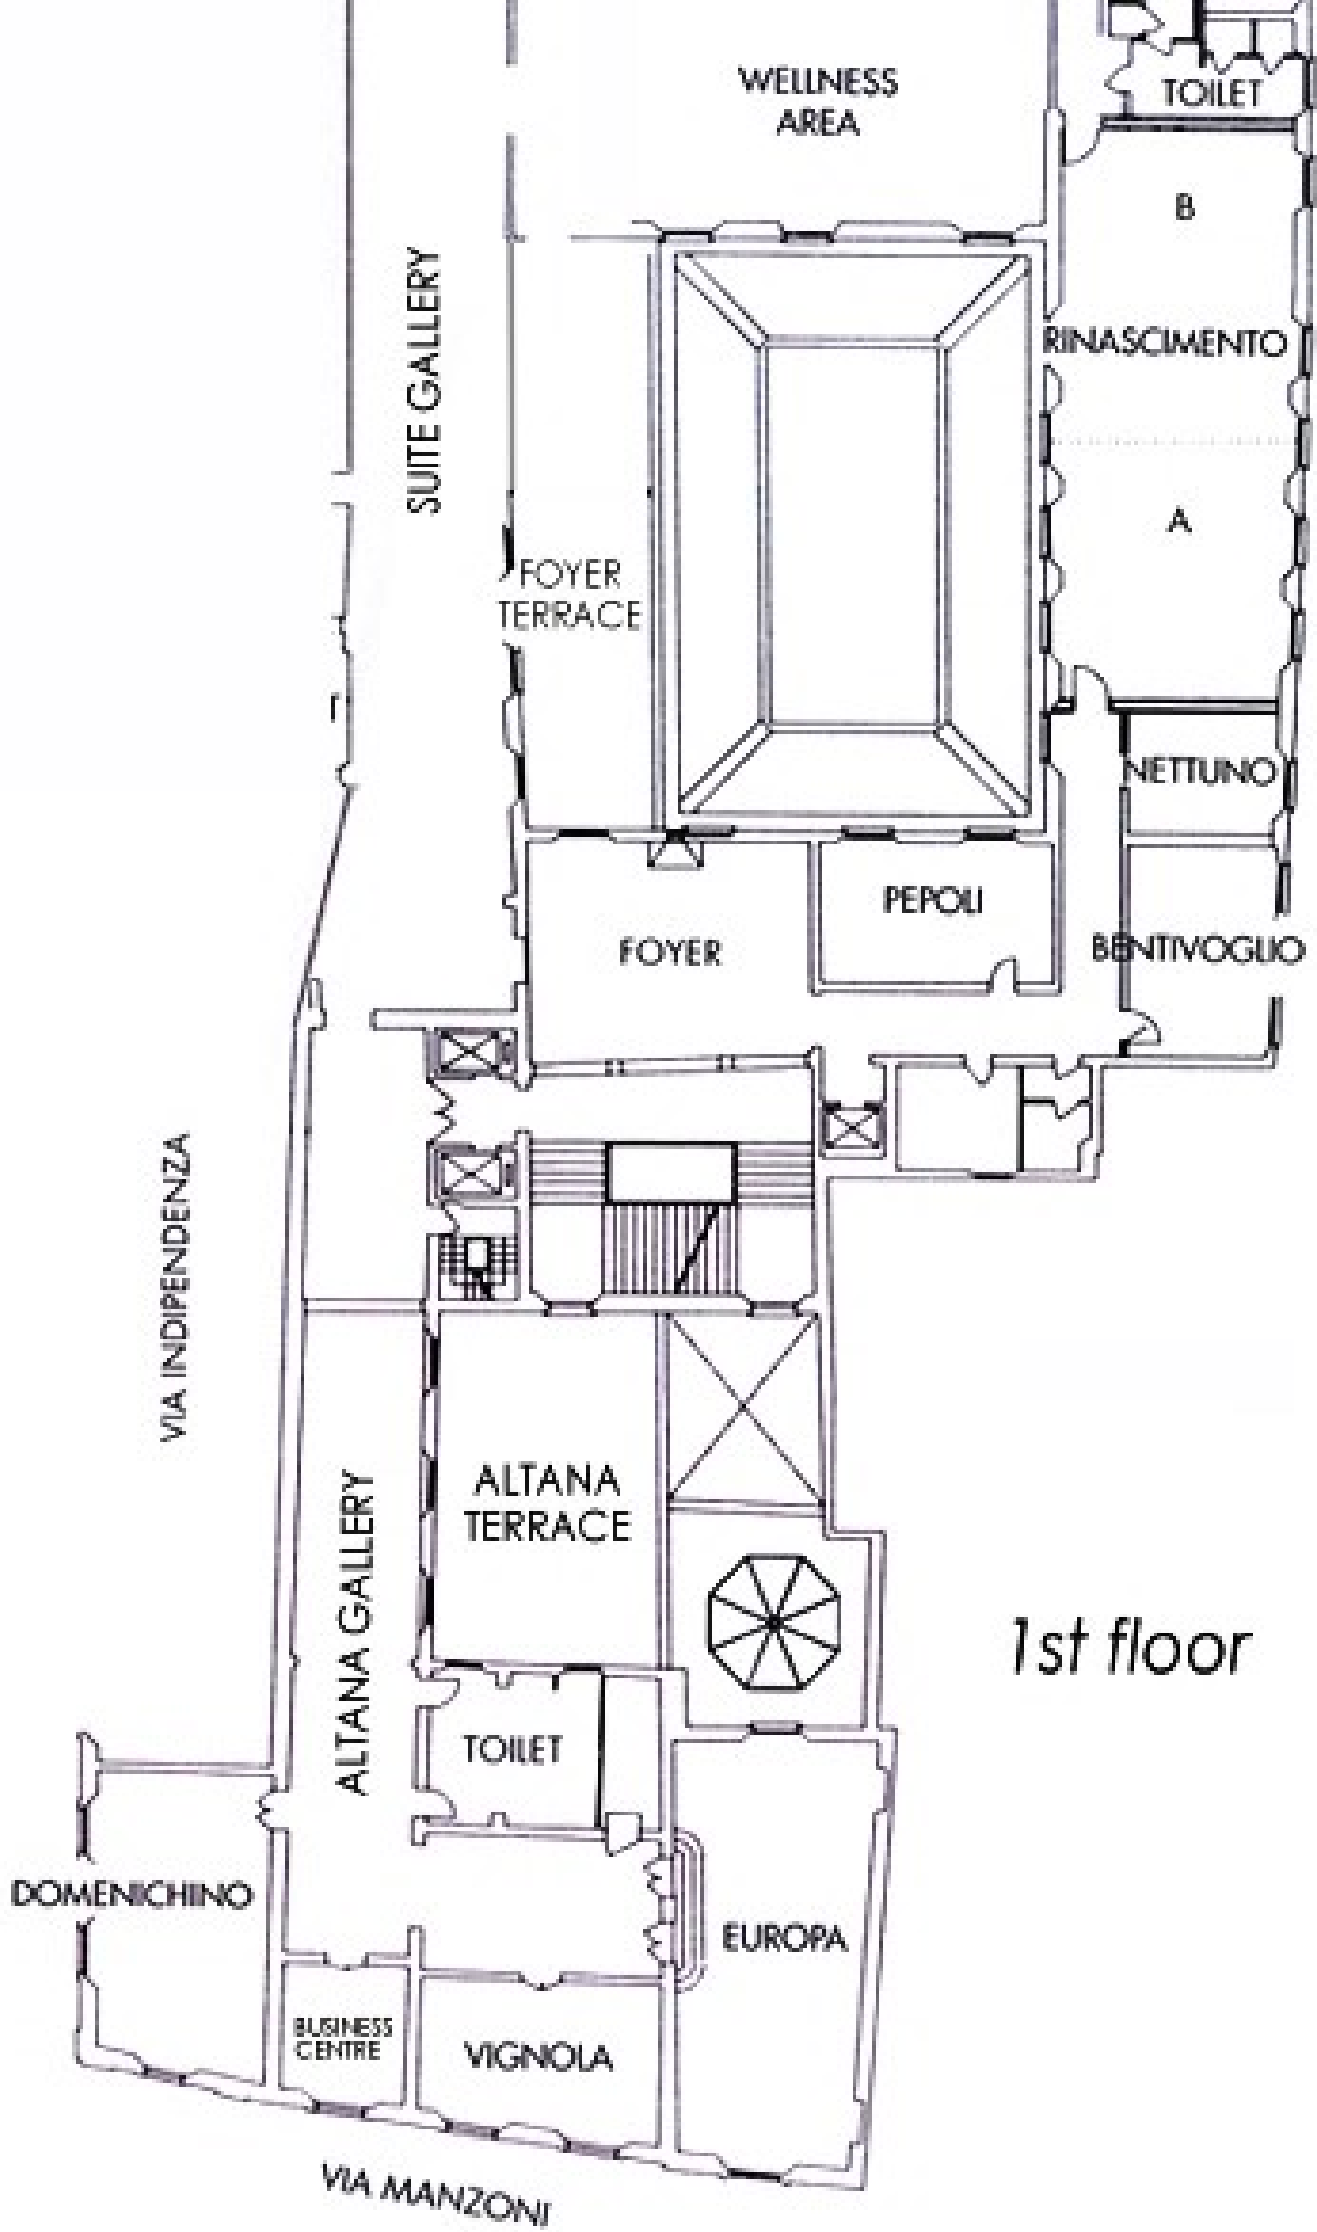 WELLNESS
AREA
TOILET
B
SUITE GALLERY
RINASCIMENTO
A
FOYER
TERRACE
NETTUNO
PEPOLI
FOYER
BENTIVOGLIO
VIA INDIPENDENZA
ALTANA
TERRACE
ALTANA GALLERY
1st floor
TOILET
DOMENICHINO
EUROPA
BUSINESS
CENTRE
VIGNOLA
VIA MANZONI